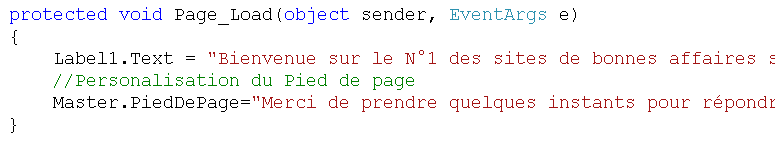 protected void Page_Load(object sender, EventArgs e)
{
Label1.Text = "Bienvenue sur le N°1 des sites de bonnes affaires s
//Personalisation du Pied de page
Master.PiedDePage="Merci de prendre quelques instants pour répondr
}